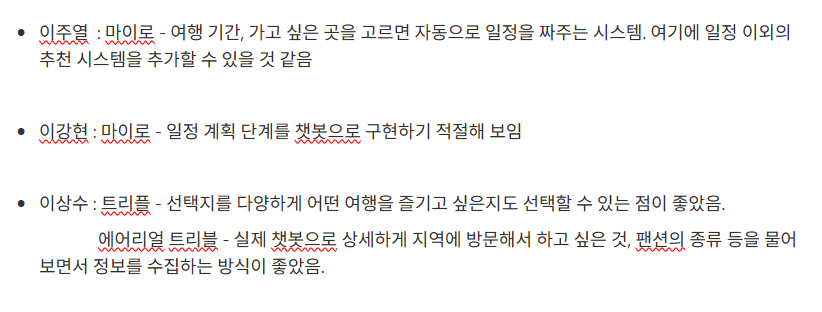 이주열 : 마이로 - 여행 기간, 가고 싶은 곳을 고르면 자동으로 일정을 짜주는 시스템. 여기에 일정 이외의
추천 시스템을 추가할 수 있을 것 같음
이강현 : 마이로 - 일정 계획 단계를 챗봇으로 구현하기 적절해 보임
이상수 : 트리플 - 선택지를 다양하게 어떤 여행을 즐기고 싶은지도 선택할 수 있는 점이 좋았음.
에어리얼 트리블 - 실제 챗봇으로 상세하게 지역에 방문해서 하고 싶은 것, 팬션의 종류 등을 물어
보면서 정보를 수집하는 방식이 좋았음.